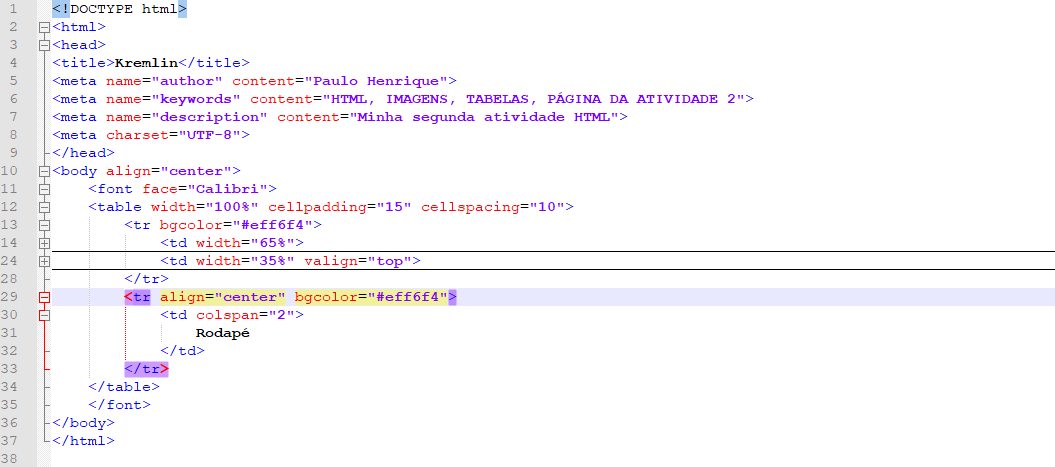 1 <!DOCTYPE html>
2 <html>
3 <head>
4 <title>Kremlin</title>
5 <meta name="author" content="Paulo Henrique">
6 <meta name="keywords" content="HTML, IMAGENS, TABELAS, PÁGINA DA ATIVIDADE 2">
7 <meta name="description" content="Minha segunda atividade HTML">
8 <meta charset="UTF-8">
9 </head>
10 <body align="center">
11 <font face="Calibri">
12 <table width="100%" cellpadding="15" cellspacing="10">
13 <tr bgcolor="#eff6f4">
14 <td width="65%">
24 <td width="35%" valign="top">
28 </tr>
29 <tr align="center" bgcolor="#eff6f4">
30 <td colspan="2">
31 Rodapé
32 </td>
33 </tr>
34 </table>
35 </font>
36 </body>
37 </html>
38